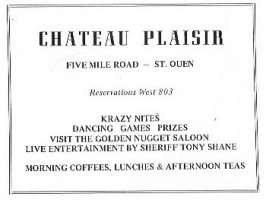 CHATEAU PLAISIR
FIVE MILE ROAD — ST. OUEN
Reservations West 803
KRAZY NITES
DANCING GAMES PRIZES
VISIT THE GOLDEN NUGGET SALOON
LIVE ENTERTAINMENT BY SHERIFF TONY SHANE
MORNING COFFEES, LUNCHES & AFTERNOON TEAS